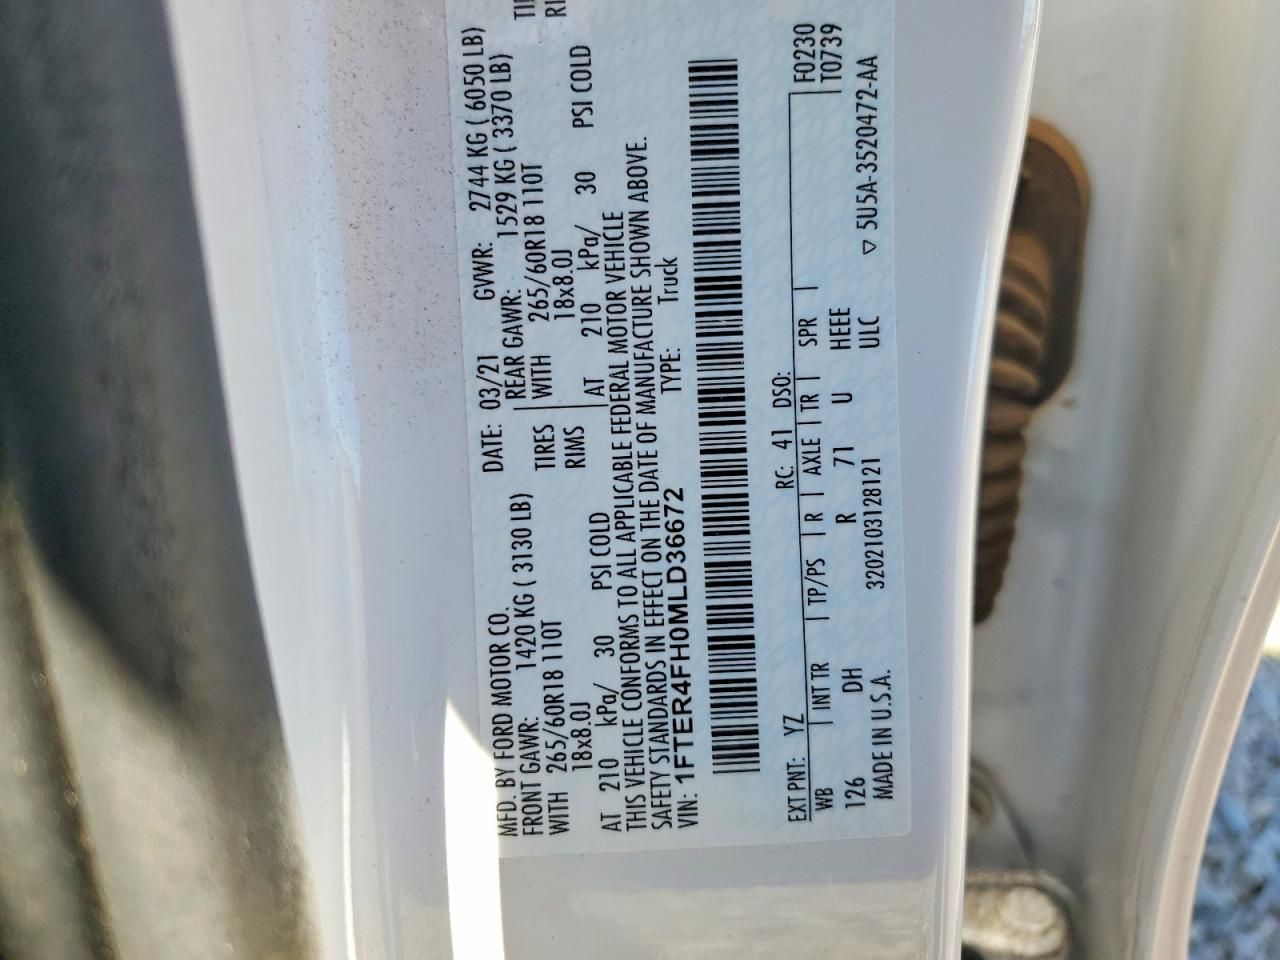 MFD. BY FORD MOTOR CO.
DATE: 03/21 GVWR: 2744 KG ( 6050 LB)
FRONT GAWR: 1420 KG ( 3130 LB) REAR GAWR: 1529 KG ( 3370 LB)
WITH 265/60R18 110T TIRES WITH 265/60R18 110T
18x8.0J RIMS 18x8.0J
AT 210 kPa/ 30 PSI COLD AT 210 kPa/ 30 PSI COLD
THIS VEHICLE CONFORMS TO ALL APPLICABLE FEDERAL MOTOR VEHICLE
SAFETY STANDARDS IN EFFECT ON THE DATE OF MANUFACTURE SHOWN ABOVE.
VIN: 1FTER4FH0MLD36672 TYPE: Truck
EXT PNT: YZ RC: 41 DSO: F0230
WB INT TR TP/PS R AXLE TR SPR T0739
126 DH R 71 U HEEE
MADE IN U.S.A. 3202103128121 ULC ▽ 5U5A-3520472-AA